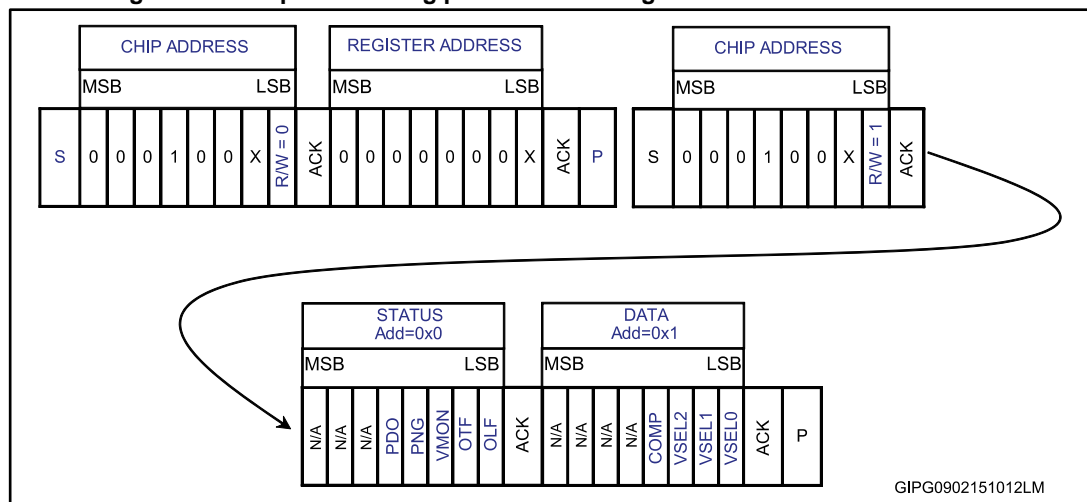 CHIP ADDRESS REGISTER ADDRESS CHIP ADDRESS
MSB LSB MSB LSB MSB LSB
S 0 0 0 1 0 0 X R/W = 0 ACK 0 0 0 0 0 0 0 X ACK P S 0 0 0 1 0 0 X R/W = 1 ACK
STATUS DATA
Add=0x0 Add=0x1
MSB LSB MSB LSB
N/A N/A N/A PDO PNG VMON OTF OLF ACK N/A N/A N/A N/A COMP VSEL2 VSEL1 VSEL0 ACK P
GIPG0902151012LM